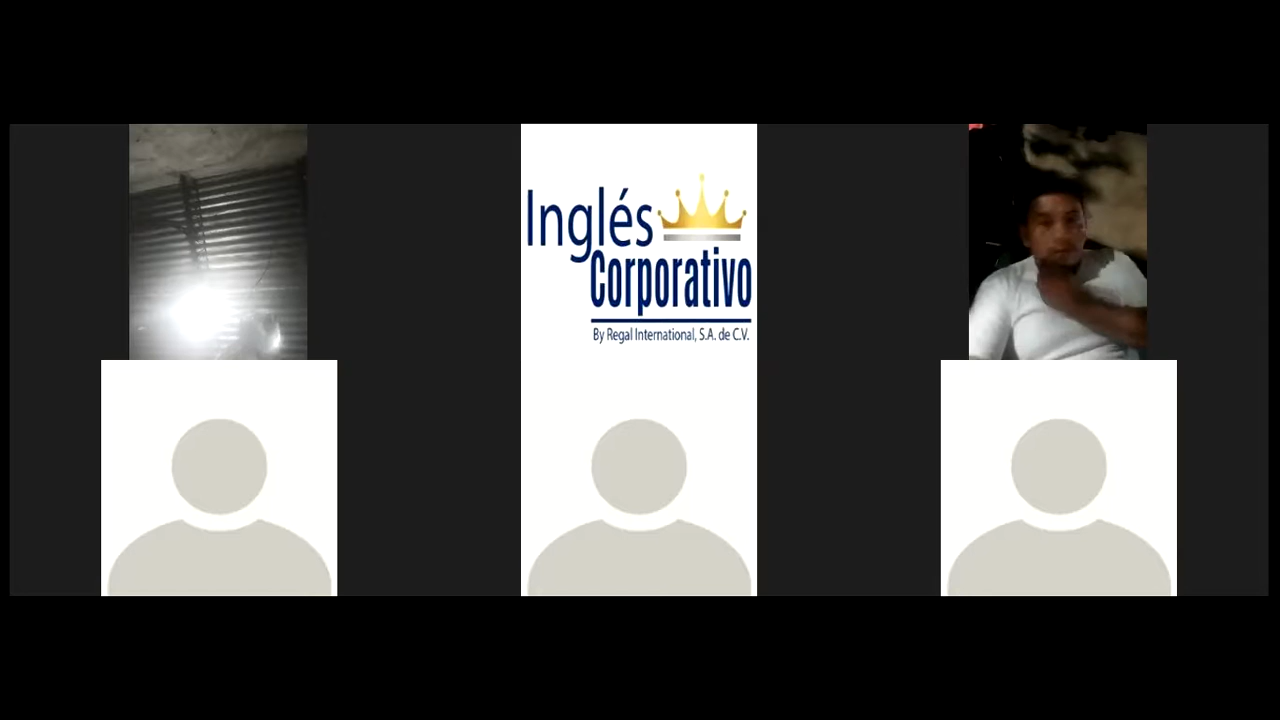 Inglés
Corporativo
By Regal International, S.A. de C.V.